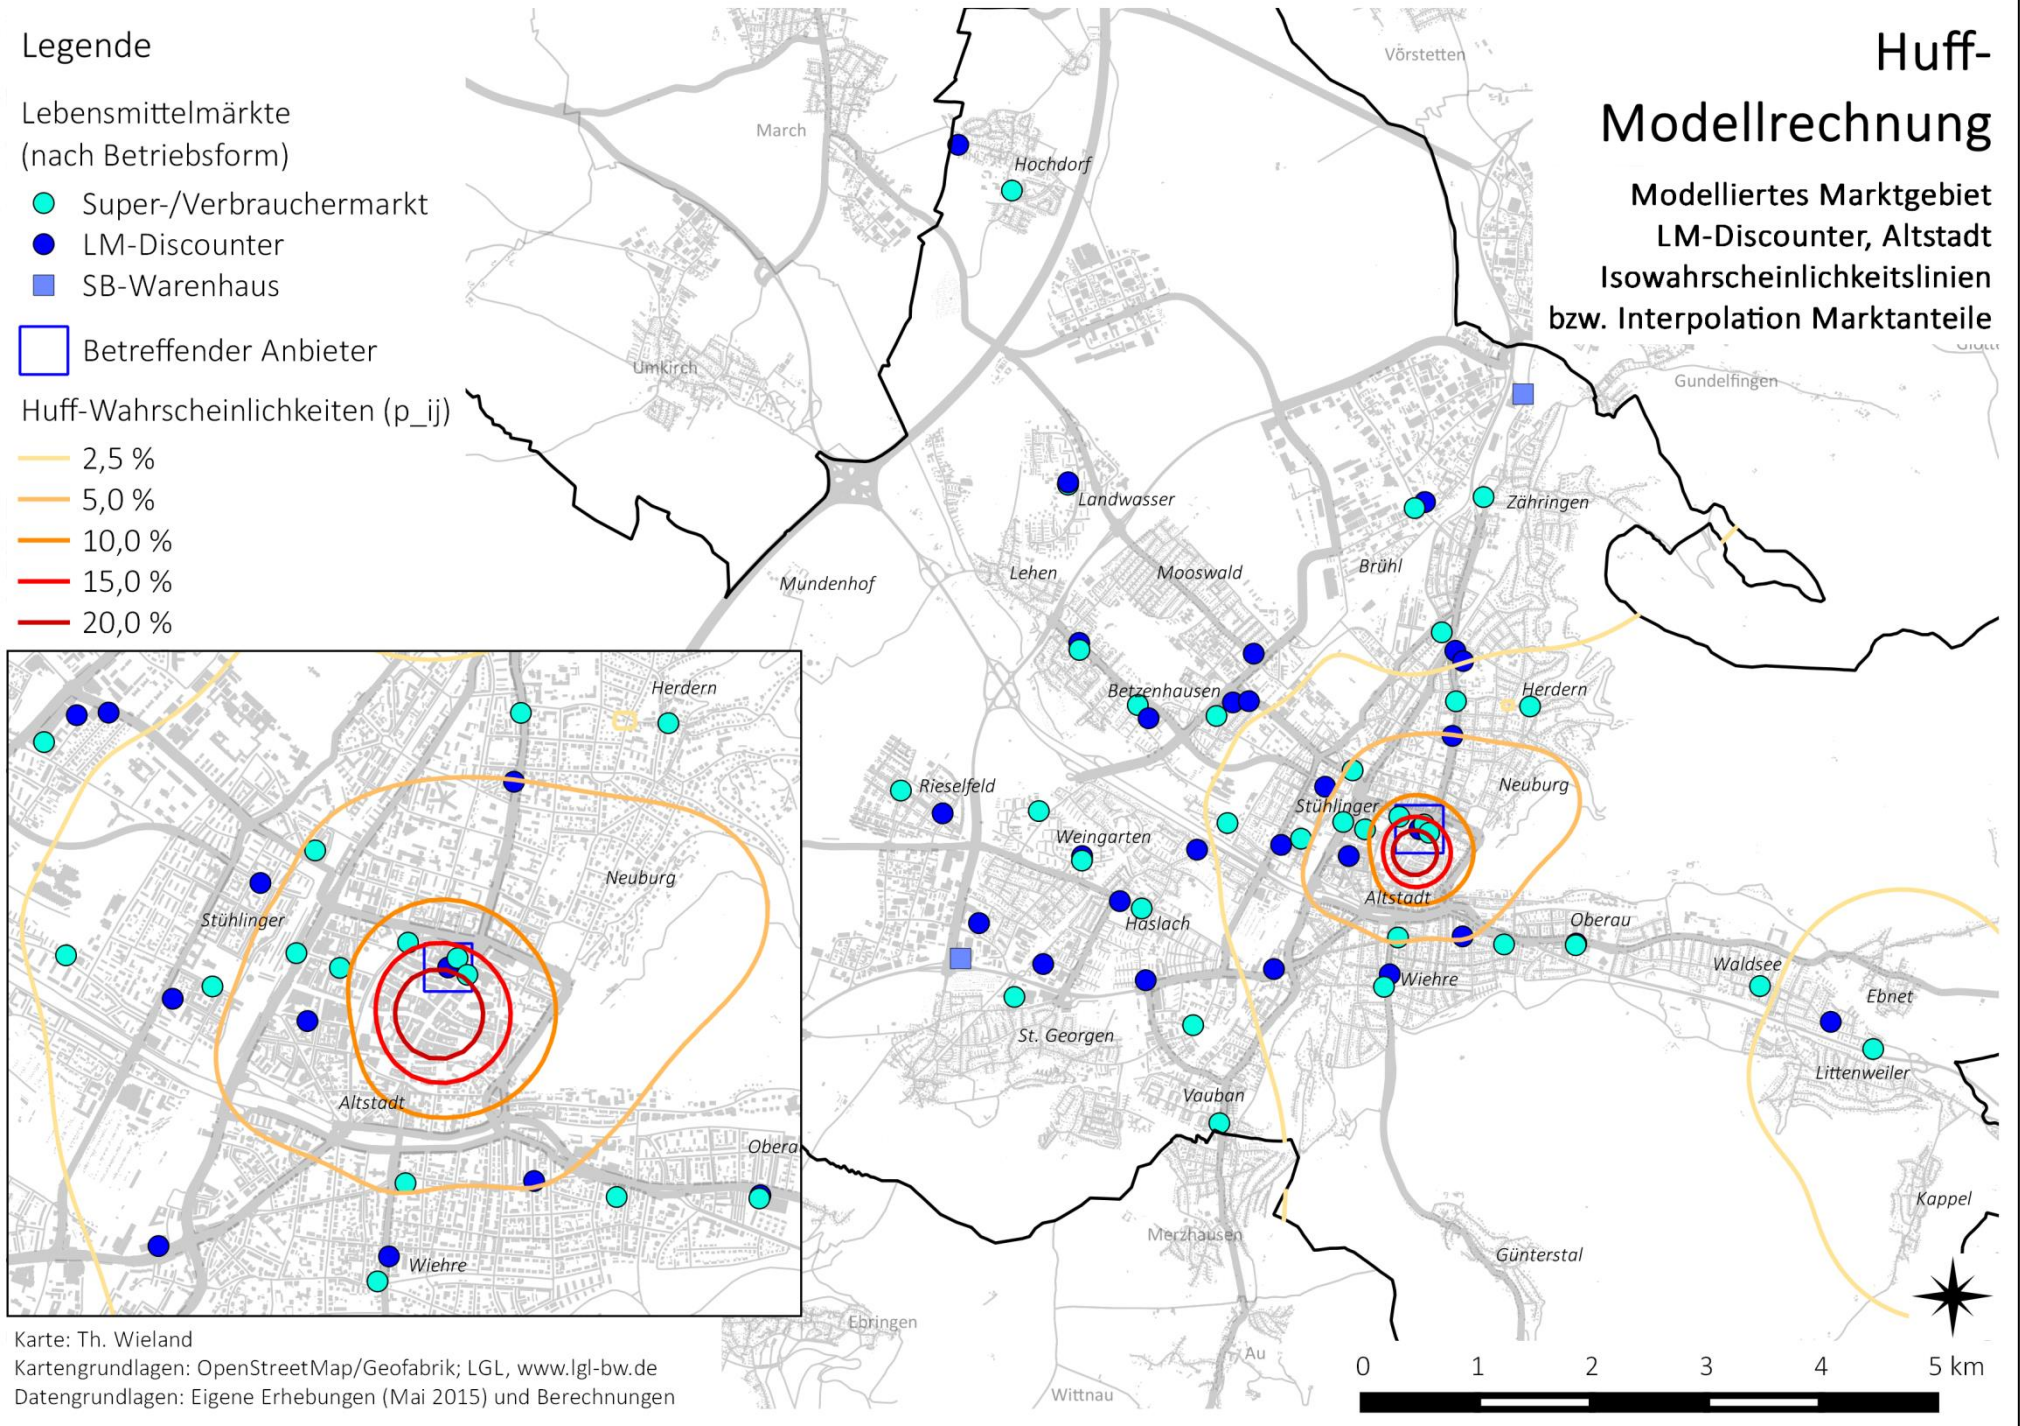 Legende
Lebensmittelmärkte
(nach Betriebsform)
Super-/Verbrauchermarkt
LM-Discounter
SB-Warenhaus
Betreffender Anbieter
Huff-Wahrscheinlichkeiten (p_ij)
2,5 %
5,0 %
10,0 %
15,0 %
20,0 %
Huff-
Modellrechnung
Modelliertes Marktgebiet
LM-Discounter, Altstadt
Isowahrscheinlichkeitslinien
bzw. Interpolation Marktanteile
Vörstetten
March
Hochdorf
Umkirch
Gundelfingen
Landwasser
Zähringen
Lehen
Mooswald
Brühl
Mundenhof
Betzenhausen
Herdern
Rieselfeld
Neuburg
Stühlinger
Weingarten
Altstadt
Haslach
Oberau
Waldsee
Wiehre
Ebnet
St. Georgen
Littenweiler
Vauban
Kappel
Merzhausen
Günterstal
Ebringen
Au
Wittnau
Herdern
Neuburg
Stühlinger
Altstadt
Obera
Wiehre
Karte: Th. Wieland
Kartengrundlagen: OpenStreetMap/Geofabrik; LGL, www.lgl-bw.de
Datengrundlagen: Eigene Erhebungen (Mai 2015) und Berechnungen
0 1 2 3 4 5 km